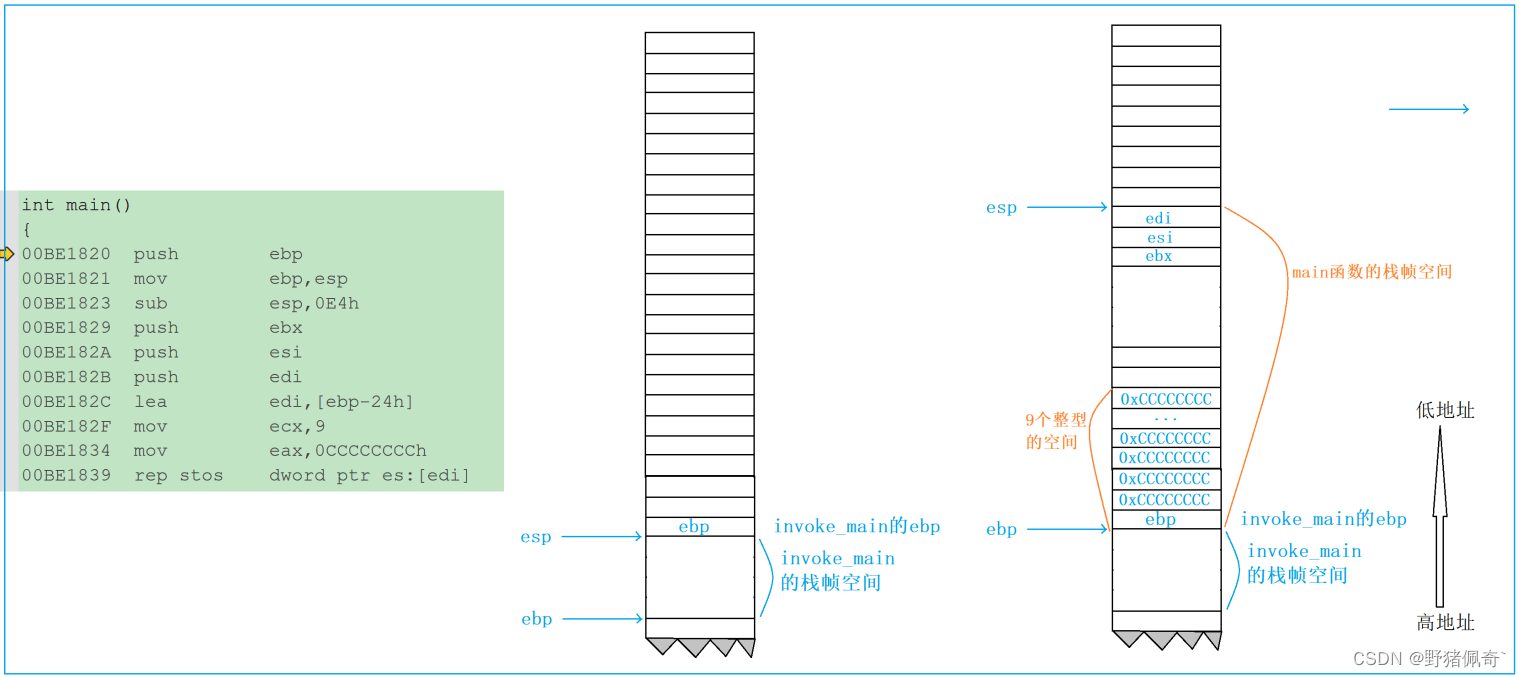 int main()
{
00BE1820 push ebp
00BE1821 mov ebp,esp
00BE1823 sub esp,0E4h
00BE1829 push ebx
00BE182A push esi
00BE182B push edi
00BE182C lea edi,[ebp-24h]
00BE182F mov ecx,9
00BE1834 mov eax,0CCCCCCCCh
00BE1839 rep stos dword ptr es:[edi]
ebp
invoke_main的ebp
esp
invoke_main
的栈帧空间
ebp
esp
edi
esi
ebx
main函数的栈帧空间
9个整型
的空间
0xCCCCCCCC
...
0xCCCCCCCC
0xCCCCCCCC
0xCCCCCCCC
0xCCCCCCCC
ebp
ebp
invoke_main的ebp
invoke_main
的栈帧空间
低地址
高地址
CSDN @野猪佩奇`